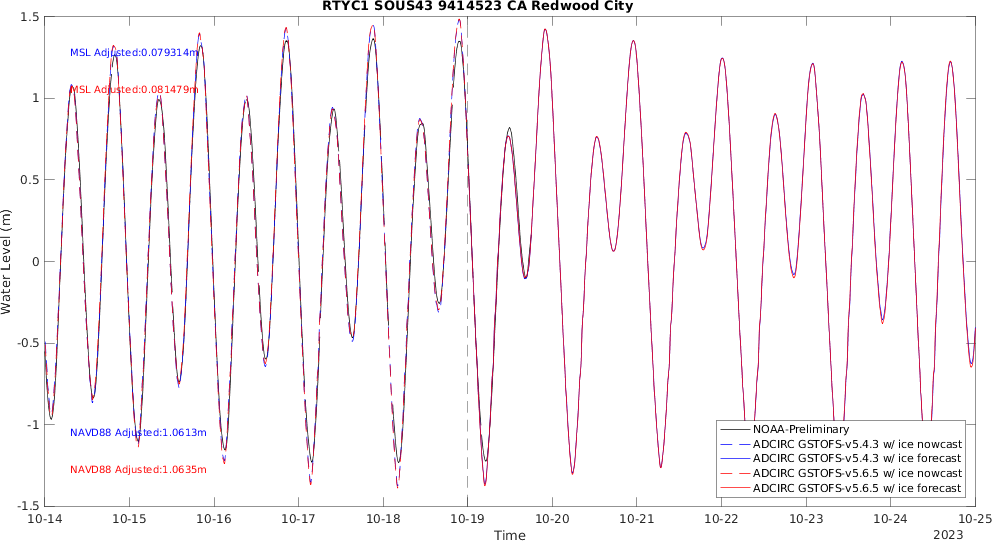 RTYC1 SOUS43 9414523 CA Redwood City
1.5
1
0.5
0
-0.5
-1
-1.5
Water Level (m)
MSL Adjusted:0.079314m
MSL Adjusted:0.081479m
NAVD88 Adjusted:1.0613m
NAVD88 Adjusted:1.0635m
NOAA-Preliminary
ADCIRC GSTOFS-v5.4.3 w/ ice nowcast
ADCIRC GSTOFS-v5.4.3 w/ ice forecast
ADCIRC GSTOFS-v5.6.5 w/ ice nowcast
ADCIRC GSTOFS-v5.6.5 w/ ice forecast
10-14 10-15 10-16 10-17 10-18 10-19 10-20 10-21 10-22 10-23 10-24 10-25
Time
2023